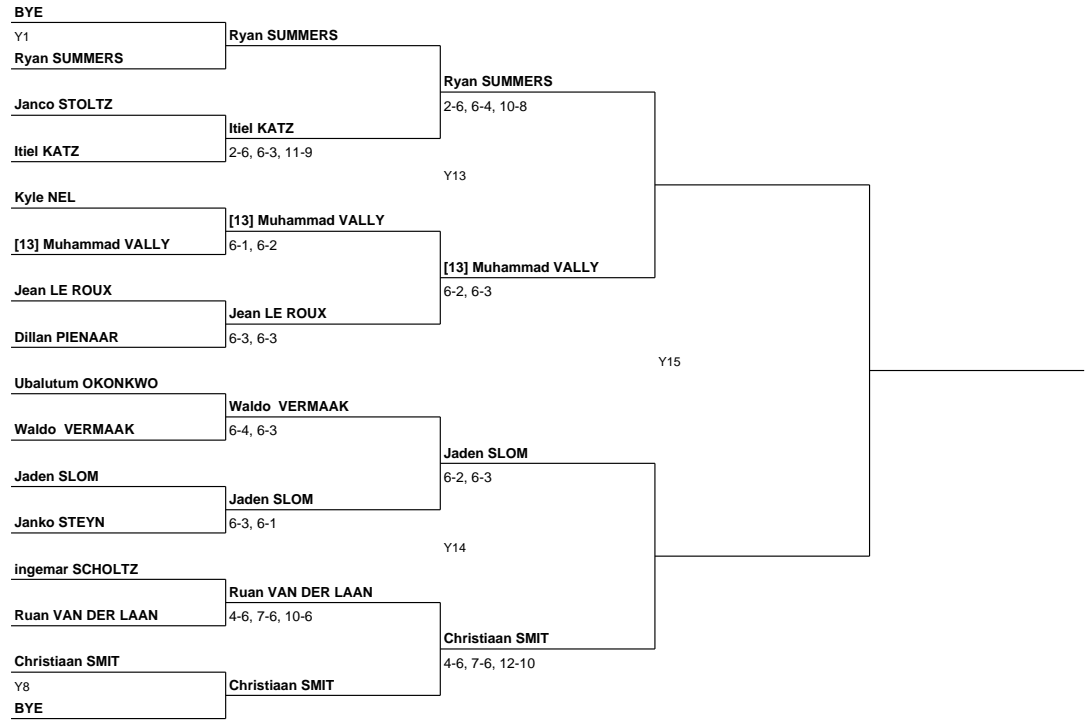 BYE
Y1
Ryan SUMMERS
Ryan SUMMERS
Janco STOLTZ
Itiel KATZ
Itiel KATZ
2-6, 6-3, 11-9
Ryan SUMMERS
2-6, 6-4, 10-8
Y13
Kyle NEL
[13] Muhammad VALLY
[13] Muhammad VALLY
6-1, 6-2
Jean LE ROUX
Dillan PIENAAR
Jean LE ROUX
6-3, 6-3
[13] Muhammad VALLY
6-2, 6-3
Y15
Ubalutum OKONKWO
Waldo  VERMAAK
Waldo  VERMAAK
6-4, 6-3
Jaden SLOM
Janko STEYN
Jaden SLOM
6-3, 6-1
Jaden SLOM
6-2, 6-3
Y14
ingemar SCHOLTZ
Ruan VAN DER LAAN
Ruan VAN DER LAAN
4-6, 7-6, 10-6
Christiaan SMIT
Y8
BYE
Christiaan SMIT
Christiaan SMIT
4-6, 7-6, 12-10